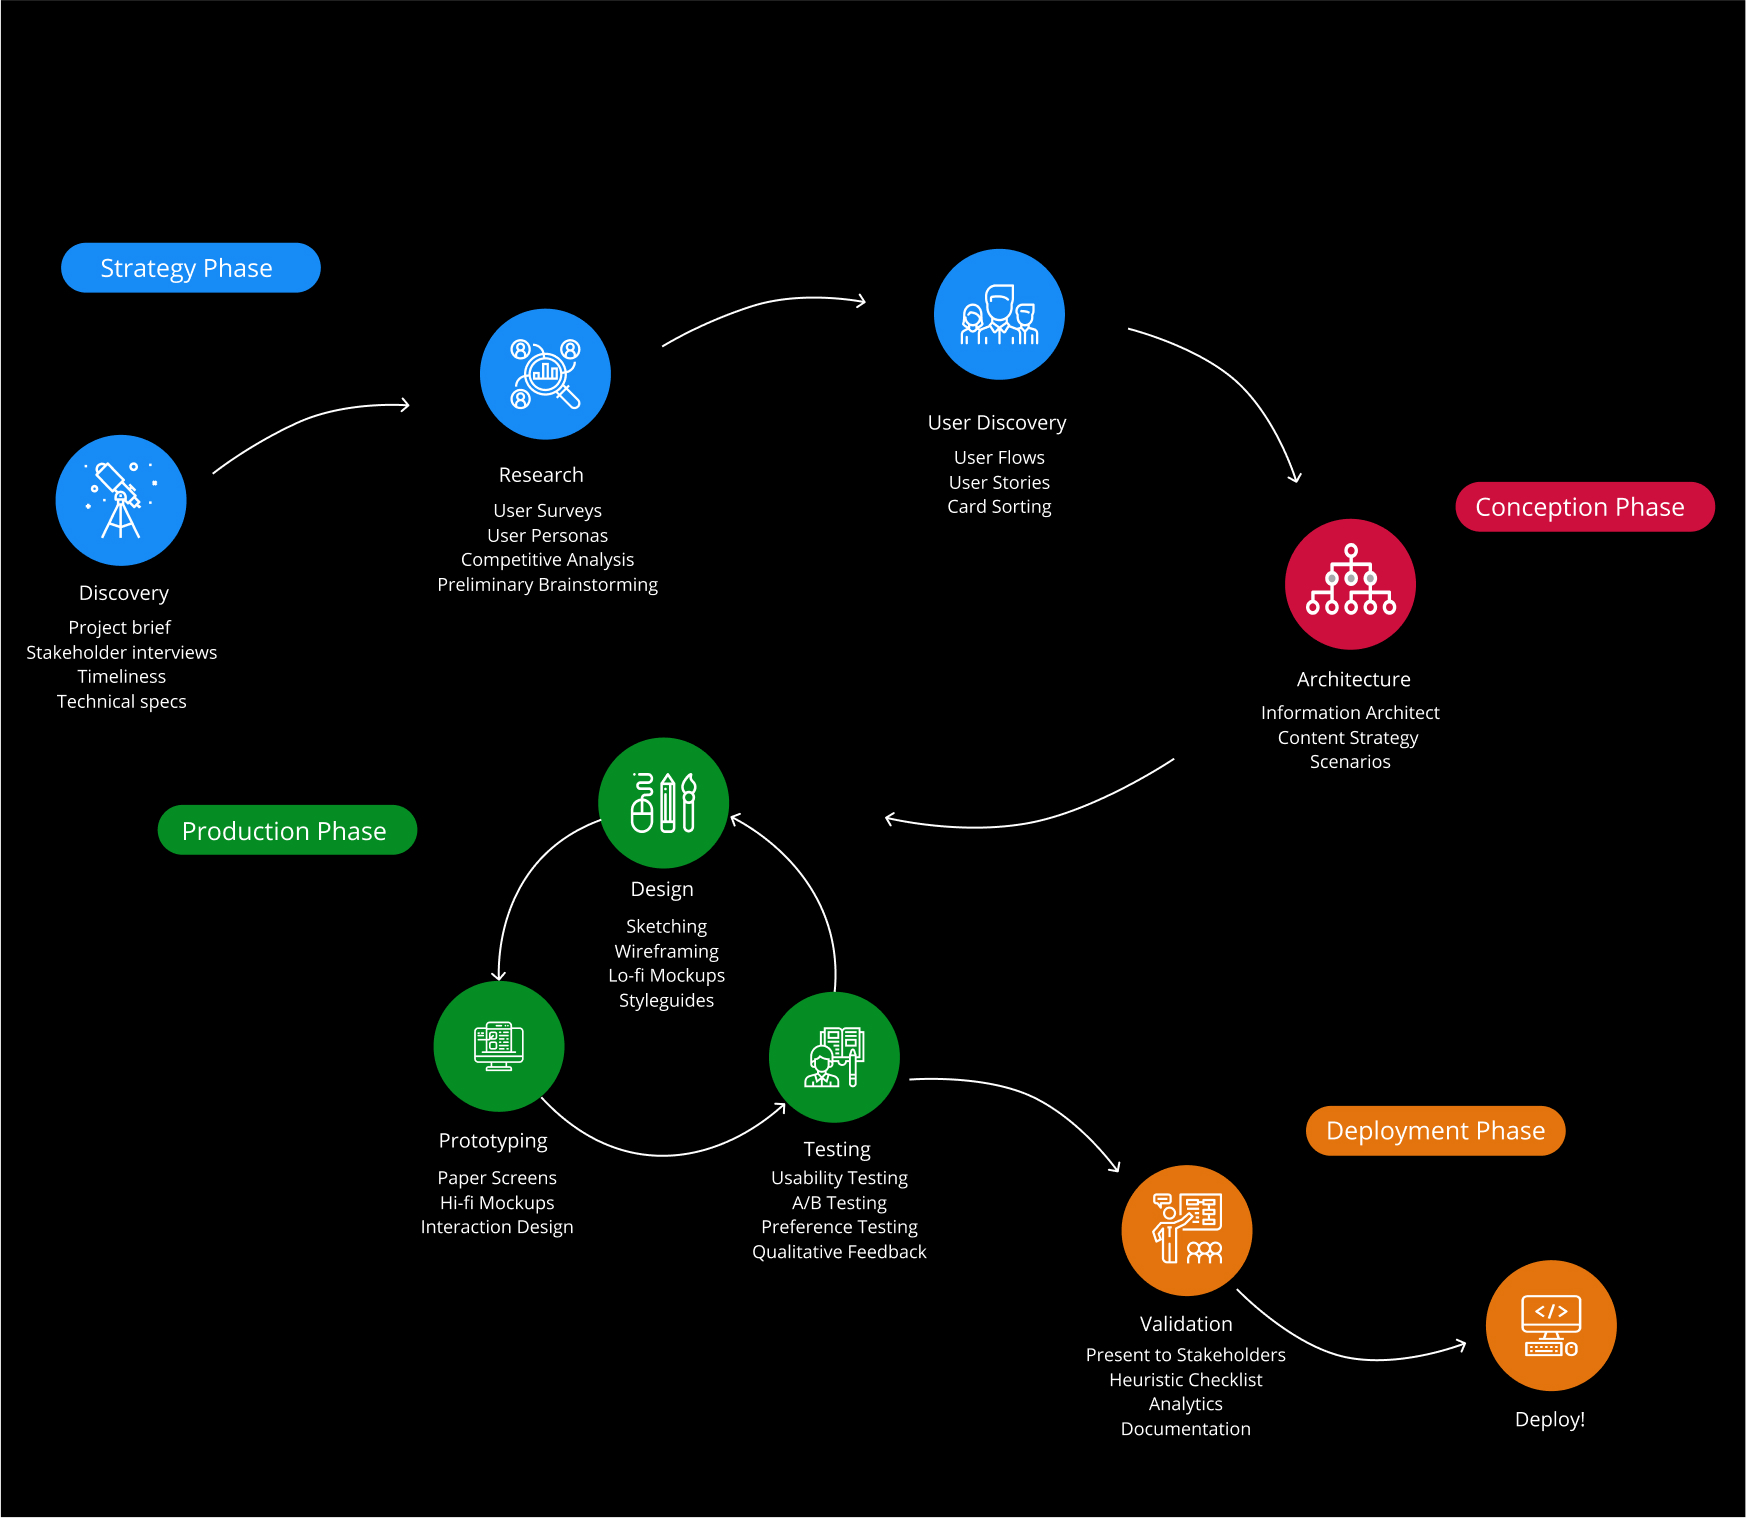 Strategy Phase
Discovery
Project brief
Stakeholder interviews
Timeliness
Technical specs
Research
User Surveys
User Personas
Competitive Analysis
Preliminary Brainstorming
User Discovery
User Flows
User Stories
Card Sorting
Conception Phase
Architecture
Information Architect
Content Strategy
Scenarios
Production Phase
Design
Sketching
Wireframing
Lo-fi Mockups
Styleguides
Prototyping
Paper Screens
Hi-fi Mockups
Interaction Design
Testing
Usability Testing
A/B Testing
Preference Testing
Qualitative Feedback
Deployment Phase
Validation
Present to Stakeholders
Heuristic Checklist
Analytics
Documentation
Deploy!